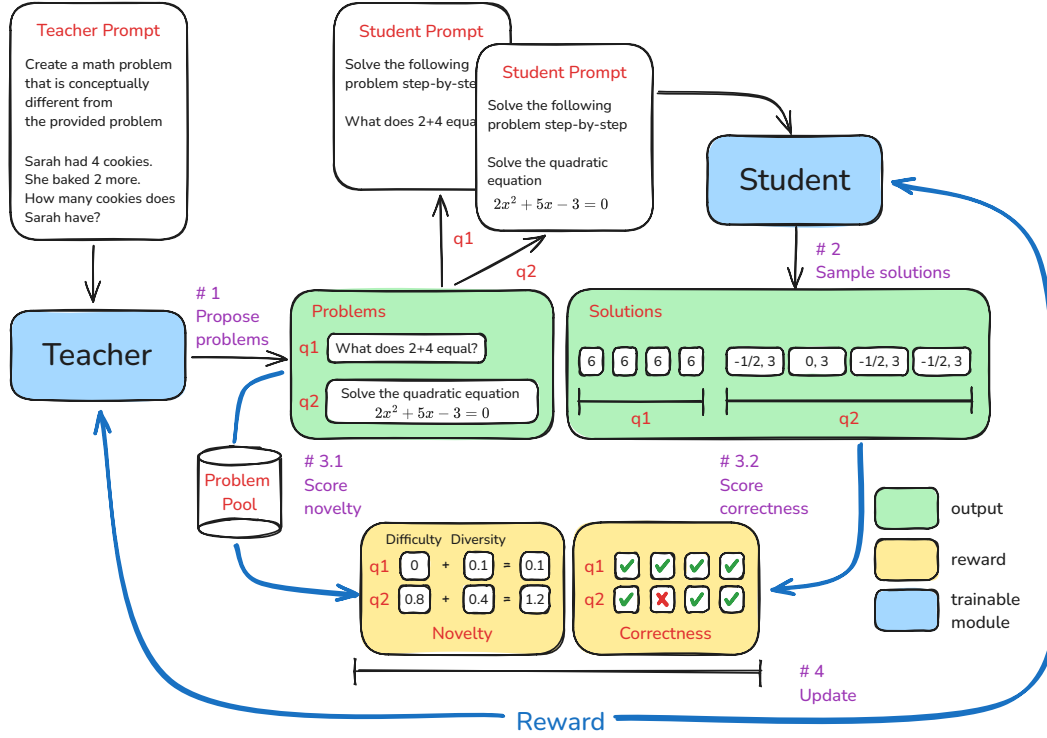 Teacher Prompt
Create a math problem
that is conceptually
different from
the provided problem
Sarah had 4 cookies.
She baked 2 more.
How many cookies does
Sarah have?
Student Prompt
Solve the following
problem step-by-ste
What does 2+4 equa
Student Prompt
Solve the following
problem step-by-step
Solve the quadratic
equation
2x² + 5x − 3 = 0
Student
q1
q2
# 2
Sample solutions
# 1
Propose
problems
Teacher
Problems
q1 What does 2+4 equal?
q2 Solve the quadratic equation
2x² + 5x − 3 = 0
Solutions
6 6 6 6 -1/2, 3 0, 3 -1/2, 3 -1/2, 3
q1 q2
Problem
Pool
# 3.1
Score
novelty
# 3.2
Score
correctness
Difficulty Diversity
q1 0 + 0.1 = 0.1
q2 0.8 + 0.4 = 1.2
Novelty
q1
q2
Correctness
output
reward
trainable
module
# 4
Update
Reward